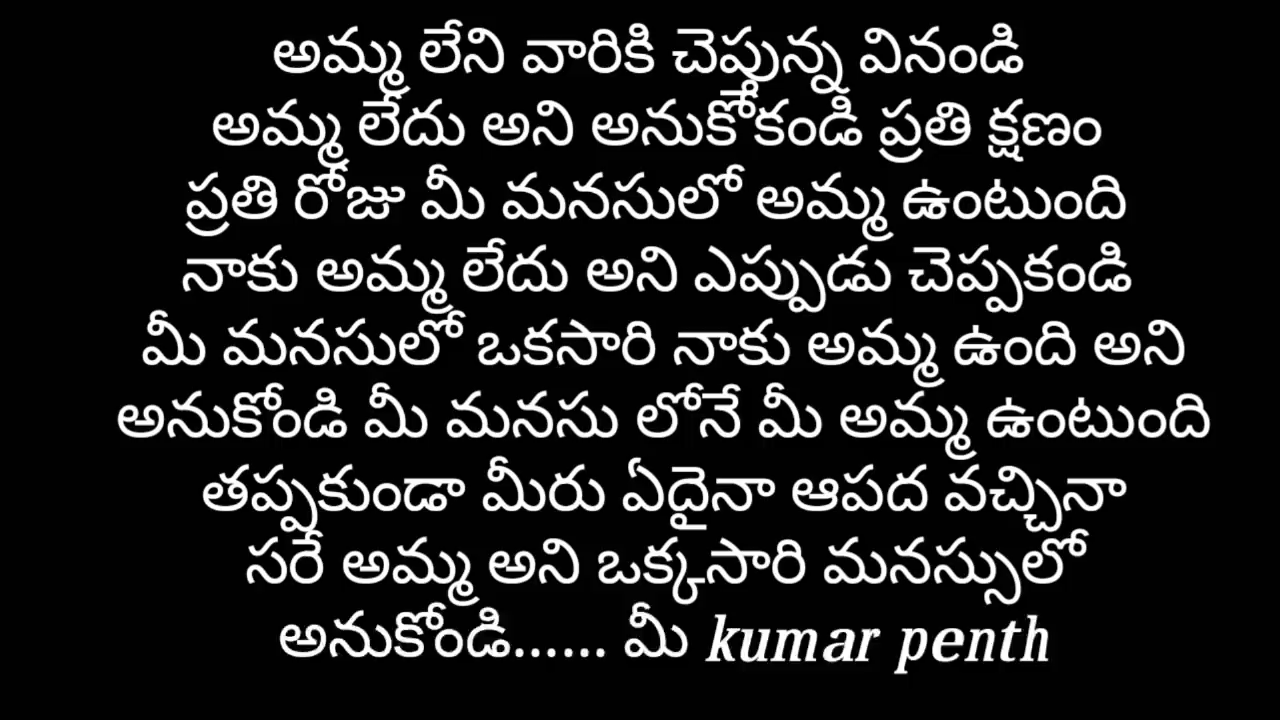 అమ్మ లేని వారికి చెప్తున్న వినండి
అమ్మ లేదు అని అనుకోకండి ప్రతి క్షణం
ప్రతి రోజు మీ మనసులో అమ్మ ఉంటుంది
నాకు అమ్మ లేదు అని ఎప్పుడు చెప్పకండి
మీ మనసులో ఒకసారి నాకు అమ్మ ఉంది అని
అనుకోండి మీ మనసు లోనే మీ అమ్మ ఉంటుంది
తప్పకుండా మీరు ఏదైనా ఆపద వచ్చినా
సరే అమ్మ అని ఒక్కసారి మనస్సులో
అనుకోండి...... మీ kumar penth